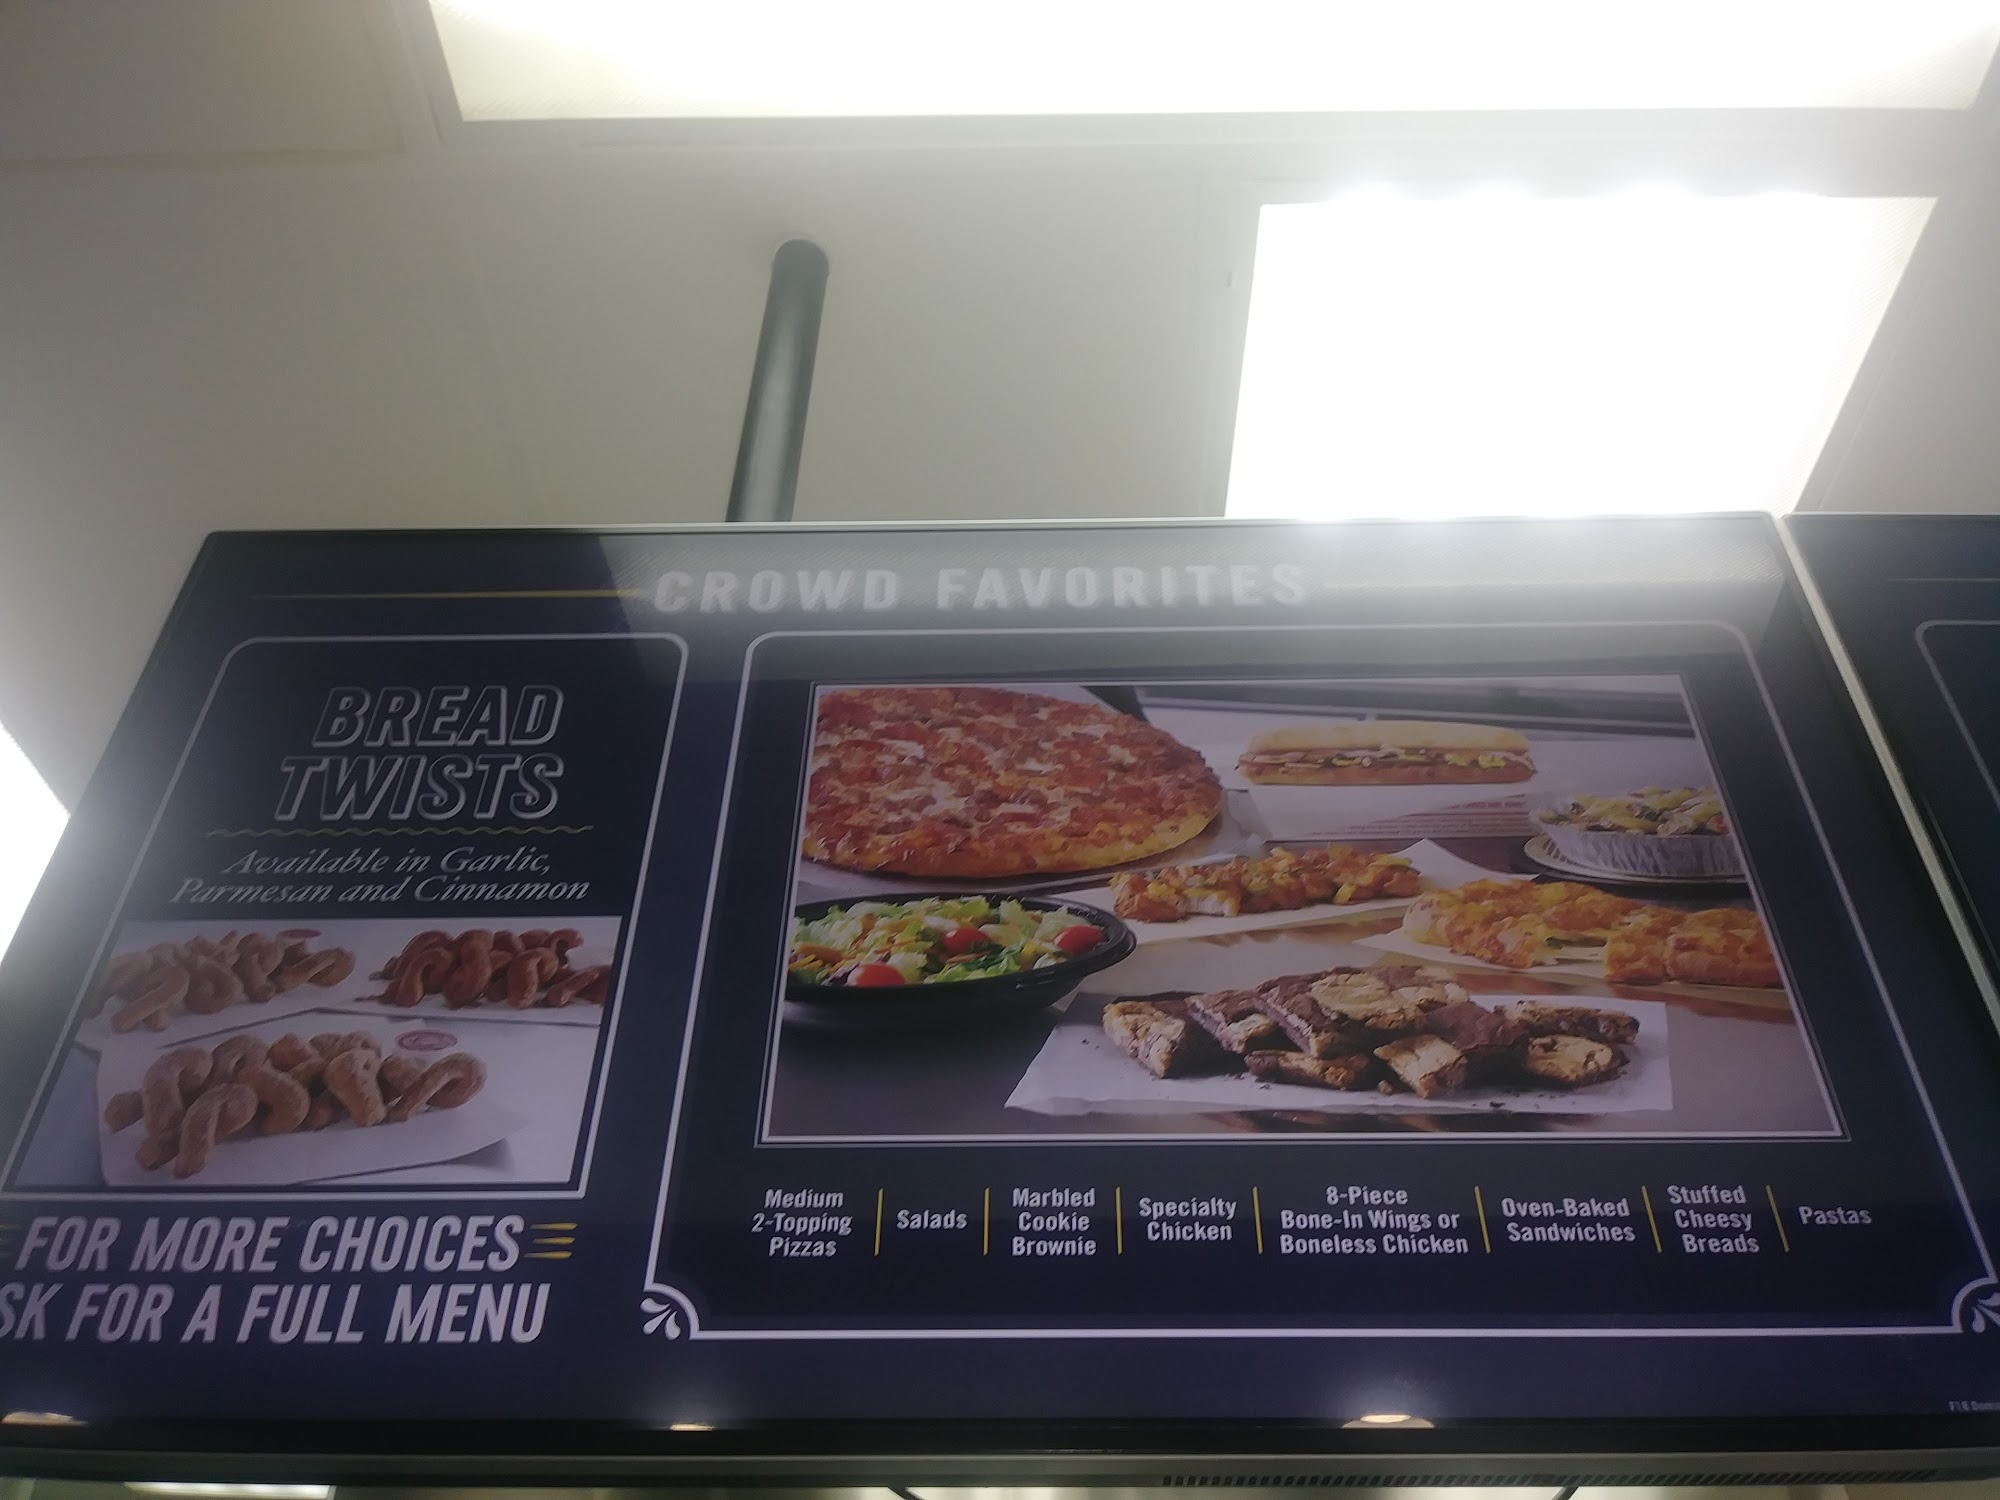 CROWD FAVORITES
BREAD
TWISTS
Available in Garlic,
Parmesan and Cinnamon
FOR MORE CHOICES
SK FOR A FULL MENU
Medium
2-Topping
Pizzas
Salads
Marbled
Cookie
Brownie
Specialty
Chicken
8-Piece
Bone-In Wings or
Boneless Chicken
Oven-Baked
Sandwiches
Stuffed
Cheesy
Breads
Pastas